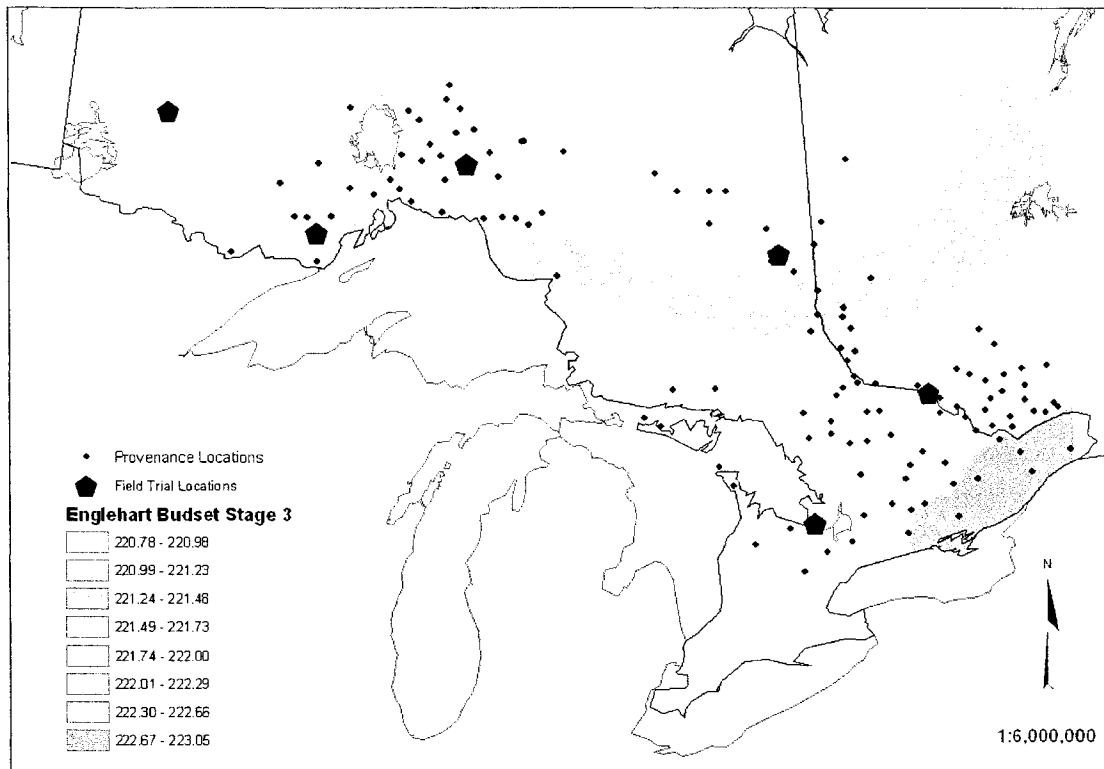 Provenance Locations
Field Trial Locations
Englehart Budset Stage 3
220.78 - 220.98
220.99 - 221.23
221.24 - 221.48
221.49 - 221.73
221.74 - 222.00
222.01 - 222.29
222.30 - 222.66
222.67 - 223.05
N
1:6,000,000